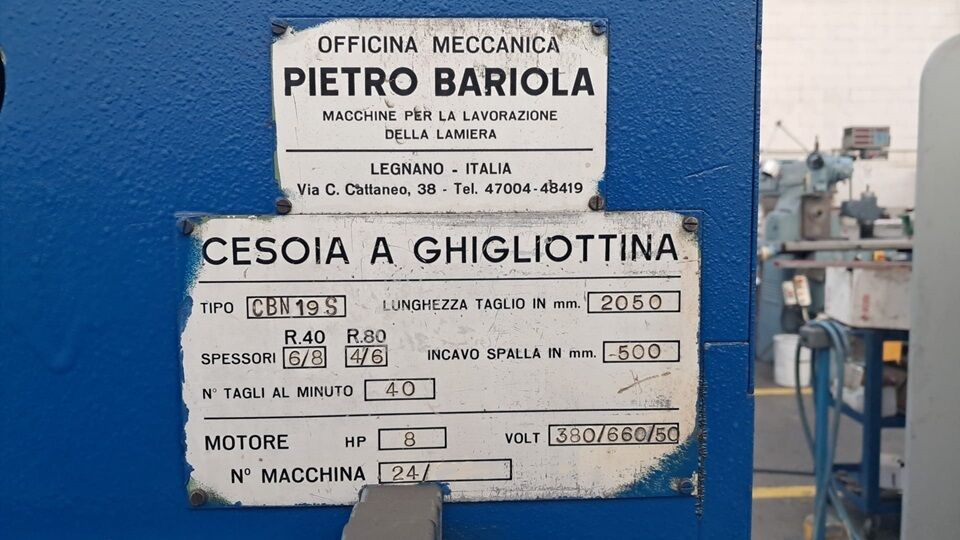 OFFICINA MECCANICA
PIETRO BARIOLA
MACCHINE PER LA LAVORAZIONE
DELLA LAMIERA
LEGNANO - ITALIA
Via C. Cattaneo, 38 - Tel. 47004-48419
CESOIA A GHIGLIOTTINA
TIPO CBN 19 S LUNGHEZZA TAGLIO IN mm. 2050
R.40 R.80
SPESSORI 6/8 4/6 INCAVO SPALLA IN mm. 500
N° TAGLI AL MINUTO 40
MOTORE HP 8 VOLT 380/660/50
N° MACCHINA 24/